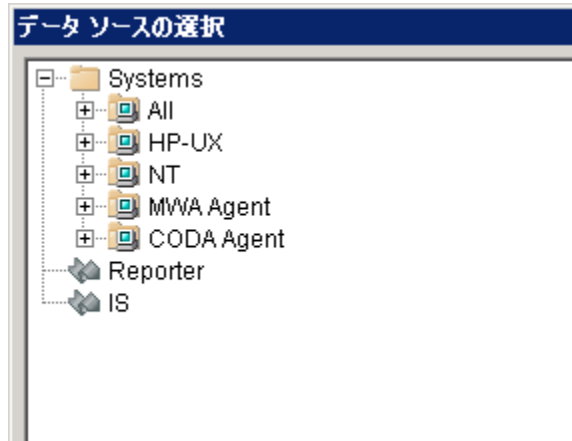 データ ソースの選択
Systems
All
HP-UX
NT
MWA Agent
CODA Agent
Reporter
IS